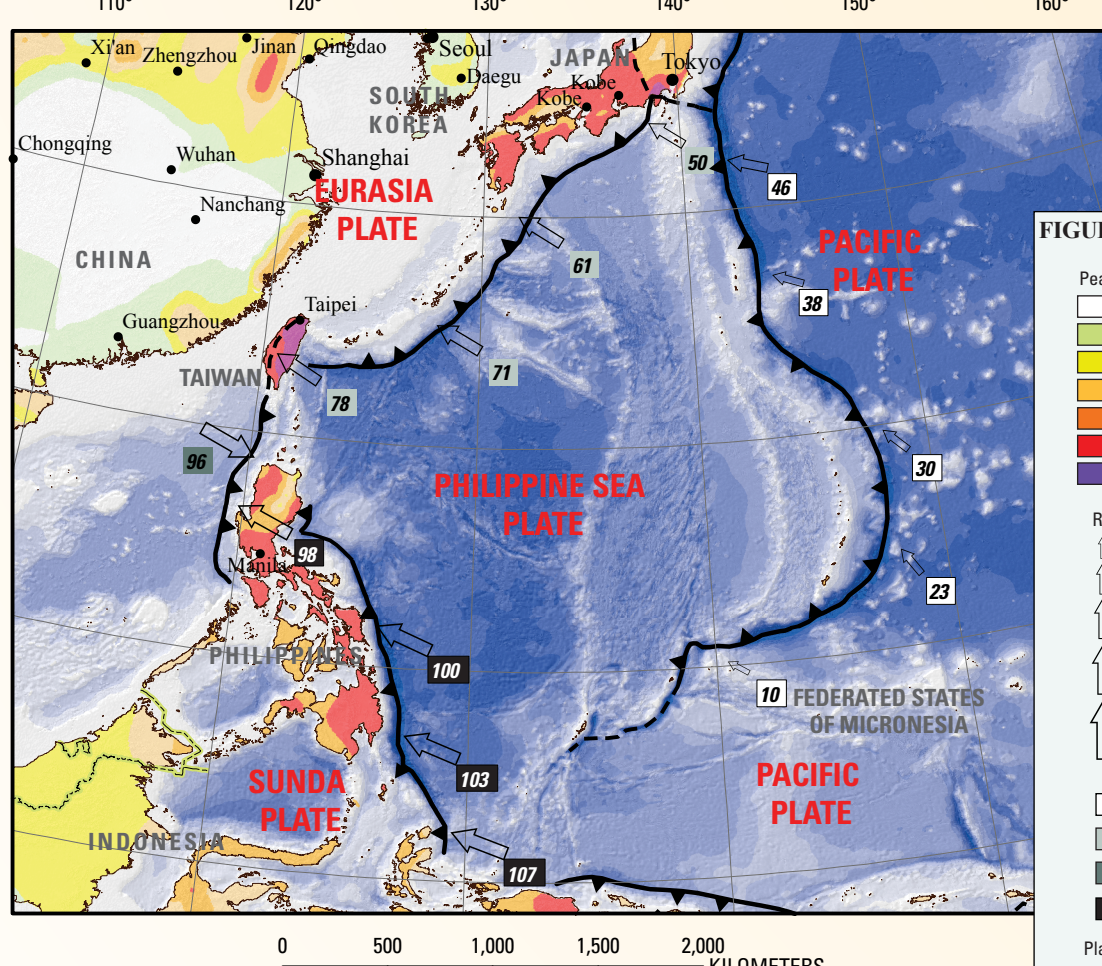 110°
120°
130°
140°
150°
160°
Xi'an
Zhengzhou
Jinan
Qingdao
Seoul
Daegu
JAPAN
Tokyo
Kobe
Kobe
SOUTH
KOREA
Chongqing
Wuhan
Shanghai
Nanchang
EURASIA
PLATE
50
46
CHINA
61
PACIFIC
PLATE
38
FIGU
Pea
Guangzhou
Taipei
TAIWAN
71
78
96
30
PHILIPPINE SEA
PLATE
R
98
Manila
23
PHILIPPINES
100
10
FEDERATED STATES
OF MICRONESIA
103
SUNDA
PLATE
PACIFIC
PLATE
INDONESIA
107
Pla
0
500
1,000
1,500
2,000
KILOMETERS